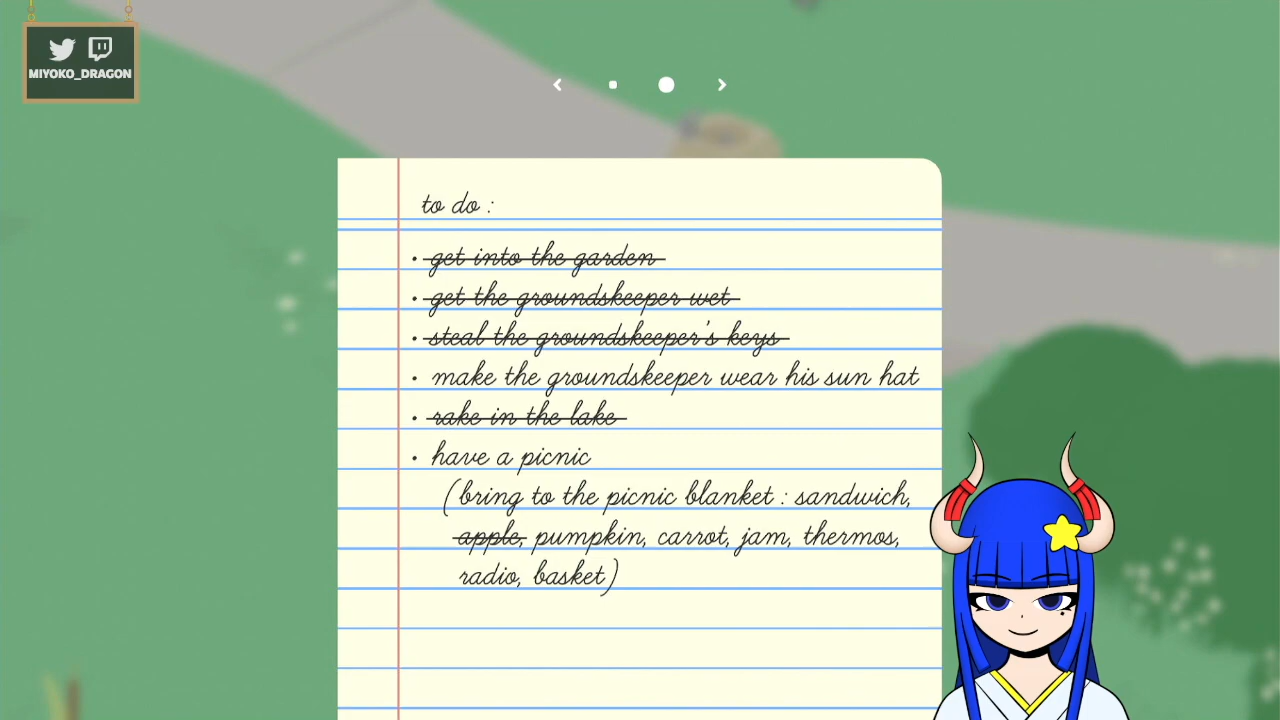 MIYOKO_DRAGON
to do :
• get into the garden
• get the groundskeeper wet
• steal the groundskeeper's keys
• make the groundskeeper wear his sun hat
• rake in the lake
• have a picnic
(bring to the picnic blanket : sandwich,
apple, pumpkin, carrot, jam, thermos,
radio, basket)